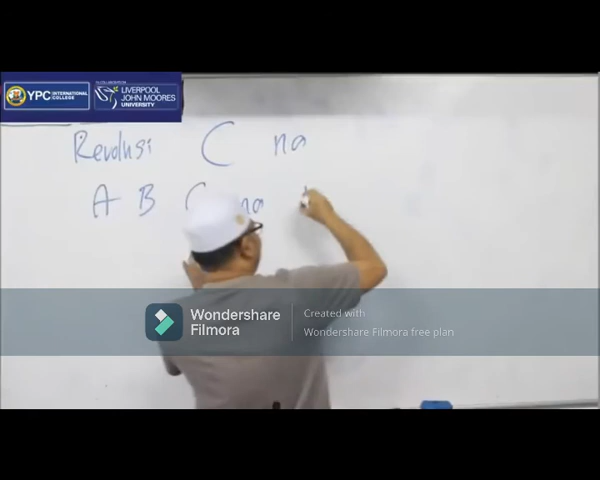 YPC INTERNATIONAL COLLEGE
LIVERPOOL JOHN MOORES UNIVERSITY
Revolusi C na
A B C na
Wondershare Filmora
Created with
Wondershare Filmora free plan